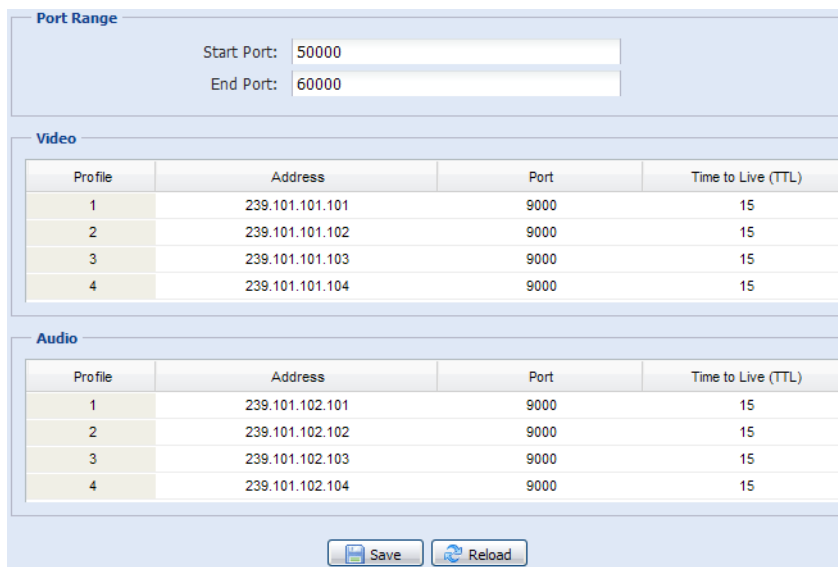 Port Range
Start Port: 50000
End Port: 60000
Video
Profile Address Port Time to Live (TTL)
1 239.101.101.101 9000 15
2 239.101.101.102 9000 15
3 239.101.101.103 9000 15
4 239.101.101.104 9000 15
Audio
Profile Address Port Time to Live (TTL)
1 239.101.102.101 9000 15
2 239.101.102.102 9000 15
3 239.101.102.103 9000 15
4 239.101.102.104 9000 15
Save Reload